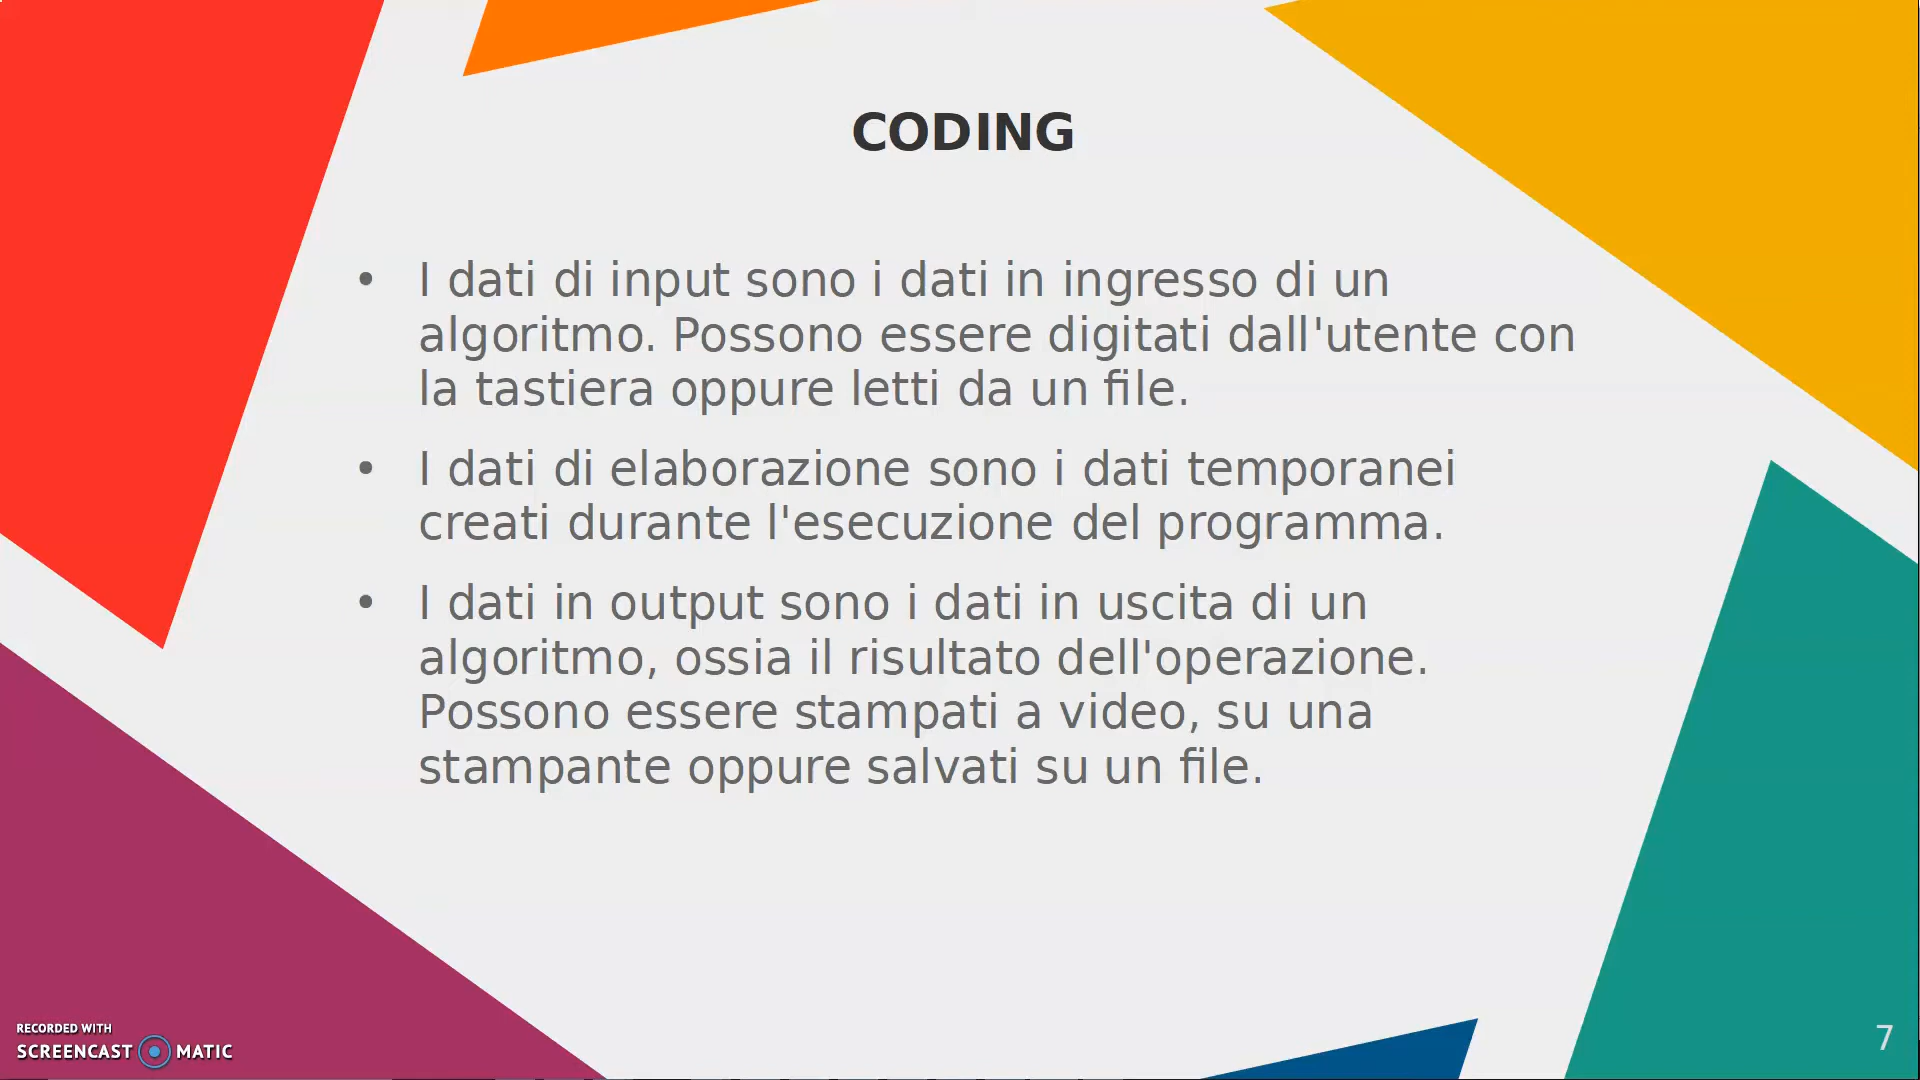 CODING
• I dati di input sono i dati in ingresso di un
algoritmo. Possono essere digitati dall'utente con
la tastiera oppure letti da un file.
• I dati di elaborazione sono i dati temporanei
creati durante l'esecuzione del programma.
• I dati in output sono i dati in uscita di un
algoritmo, ossia il risultato dell'operazione.
Possono essere stampati a video, su una
stampante oppure salvati su un file.
RECORDED WITH
SCREENCAST MATIC
7